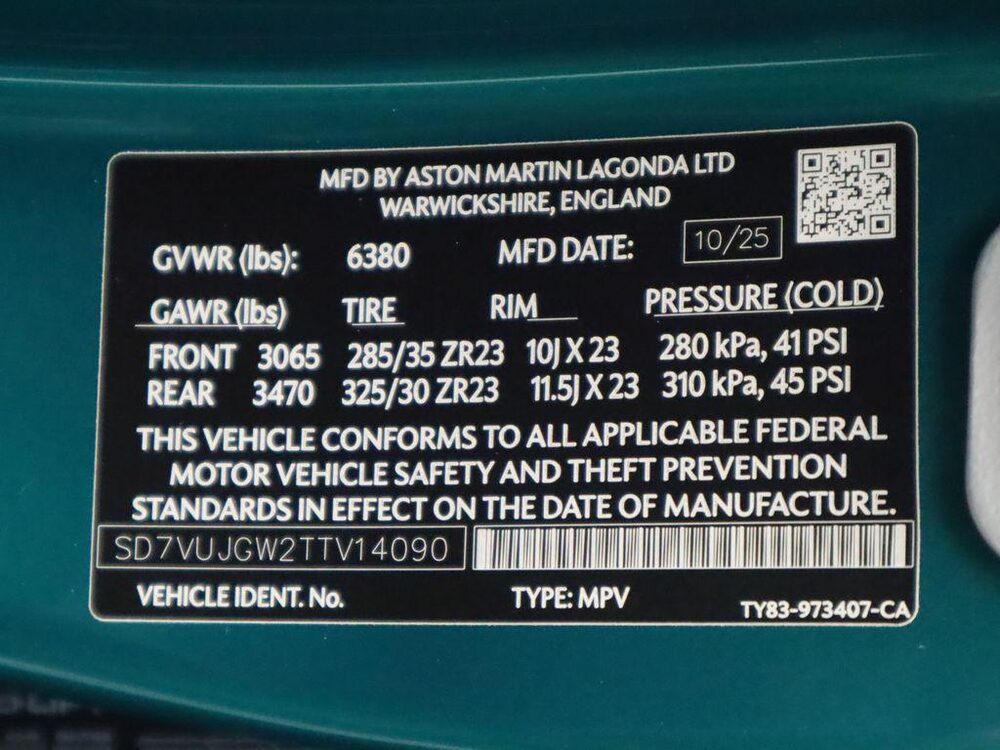 MFD BY ASTON MARTIN LAGONDA LTD
WARWICKSHIRE, ENGLAND
GVWR (lbs): 6380 MFD DATE: 10/25
GAWR (lbs) TIRE RIM PRESSURE (COLD)
FRONT 3065 285/35 ZR23 10J X 23 280 kPa, 41 PSI
REAR 3470 325/30 ZR23 11.5J X 23 310 kPa, 45 PSI
THIS VEHICLE CONFORMS TO ALL APPLICABLE FEDERAL
MOTOR VEHICLE SAFETY AND THEFT PREVENTION
STANDARDS IN EFFECT ON THE DATE OF MANUFACTURE.
SD7VUJGW2TTV14090
VEHICLE IDENT. No. TYPE: MPV TY83-973407-CA